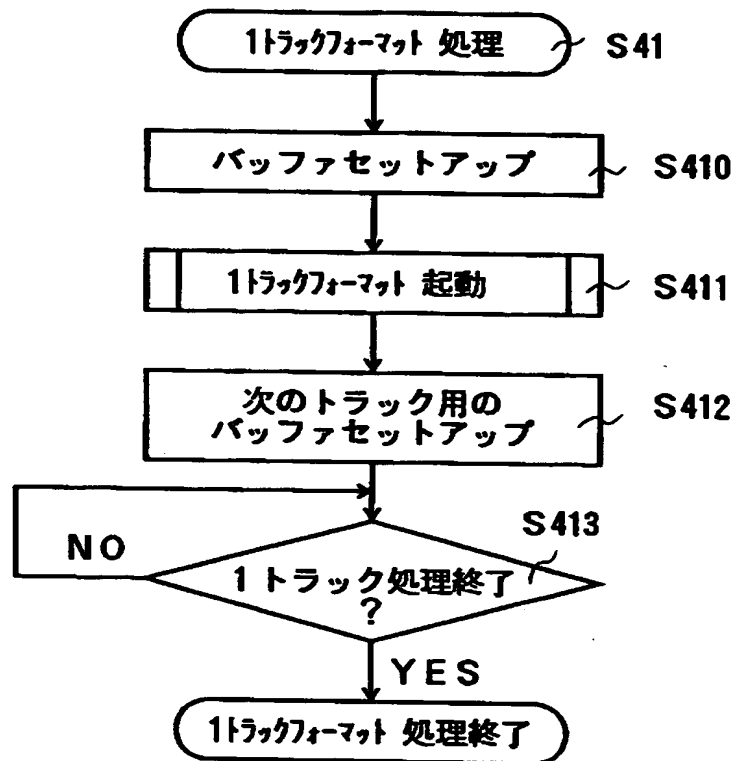 1ﾄﾗｯｸﾌｫｰﾏｯﾄ 処理
S41
バッファセットアップ
S410
1ﾄﾗｯｸﾌｫｰﾏｯﾄ 起動
S411
次のトラック用の
バッファセットアップ
S412
S413
NO
1トラック処理終了
?
YES
1ﾄﾗｯｸﾌｫｰﾏｯﾄ 処理終了